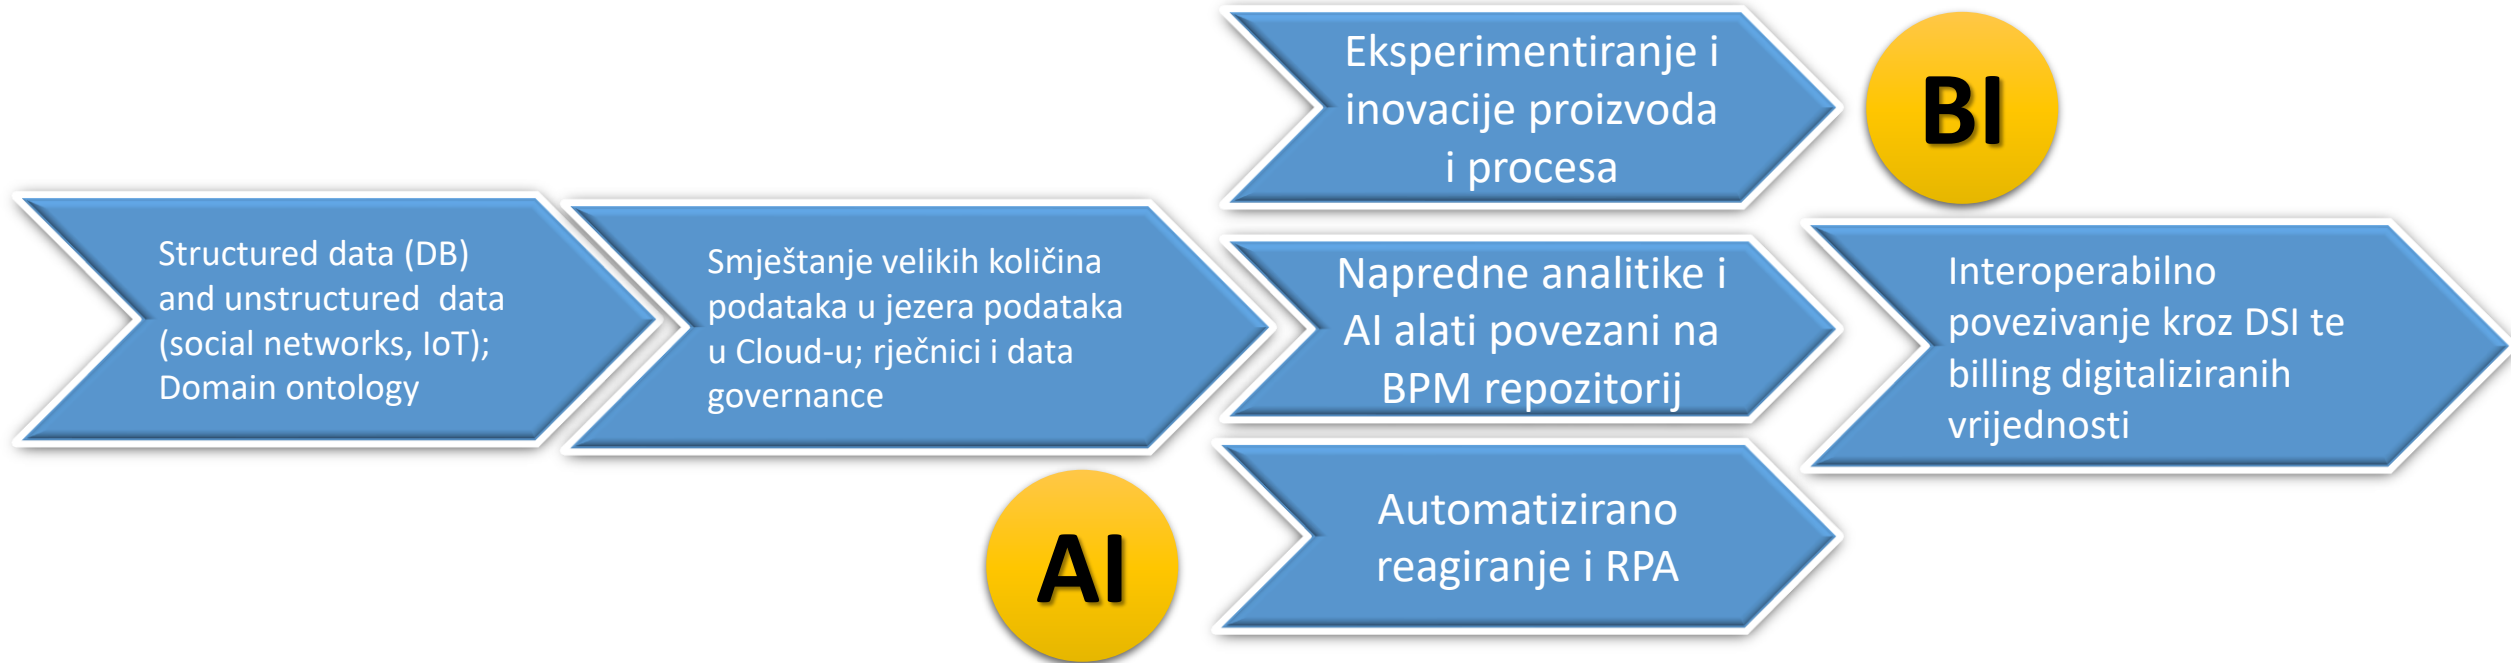 Structured data (DB)
and unstructured  data
(social networks, IoT);
Domain ontology
Smještanje velikih količina
podataka u jezera podataka
u Cloud-u; rječnici i data
governance
Eksperimentiranje i
inovacije proizvoda
i procesa
Napredne analitike i
AI alati povezani na
BPM repozitorij
Automatizirano
reagiranje i RPA
AI
BI
Interoperabilno
povezivanje kroz DSI te
billing digitaliziranih
vrijednosti